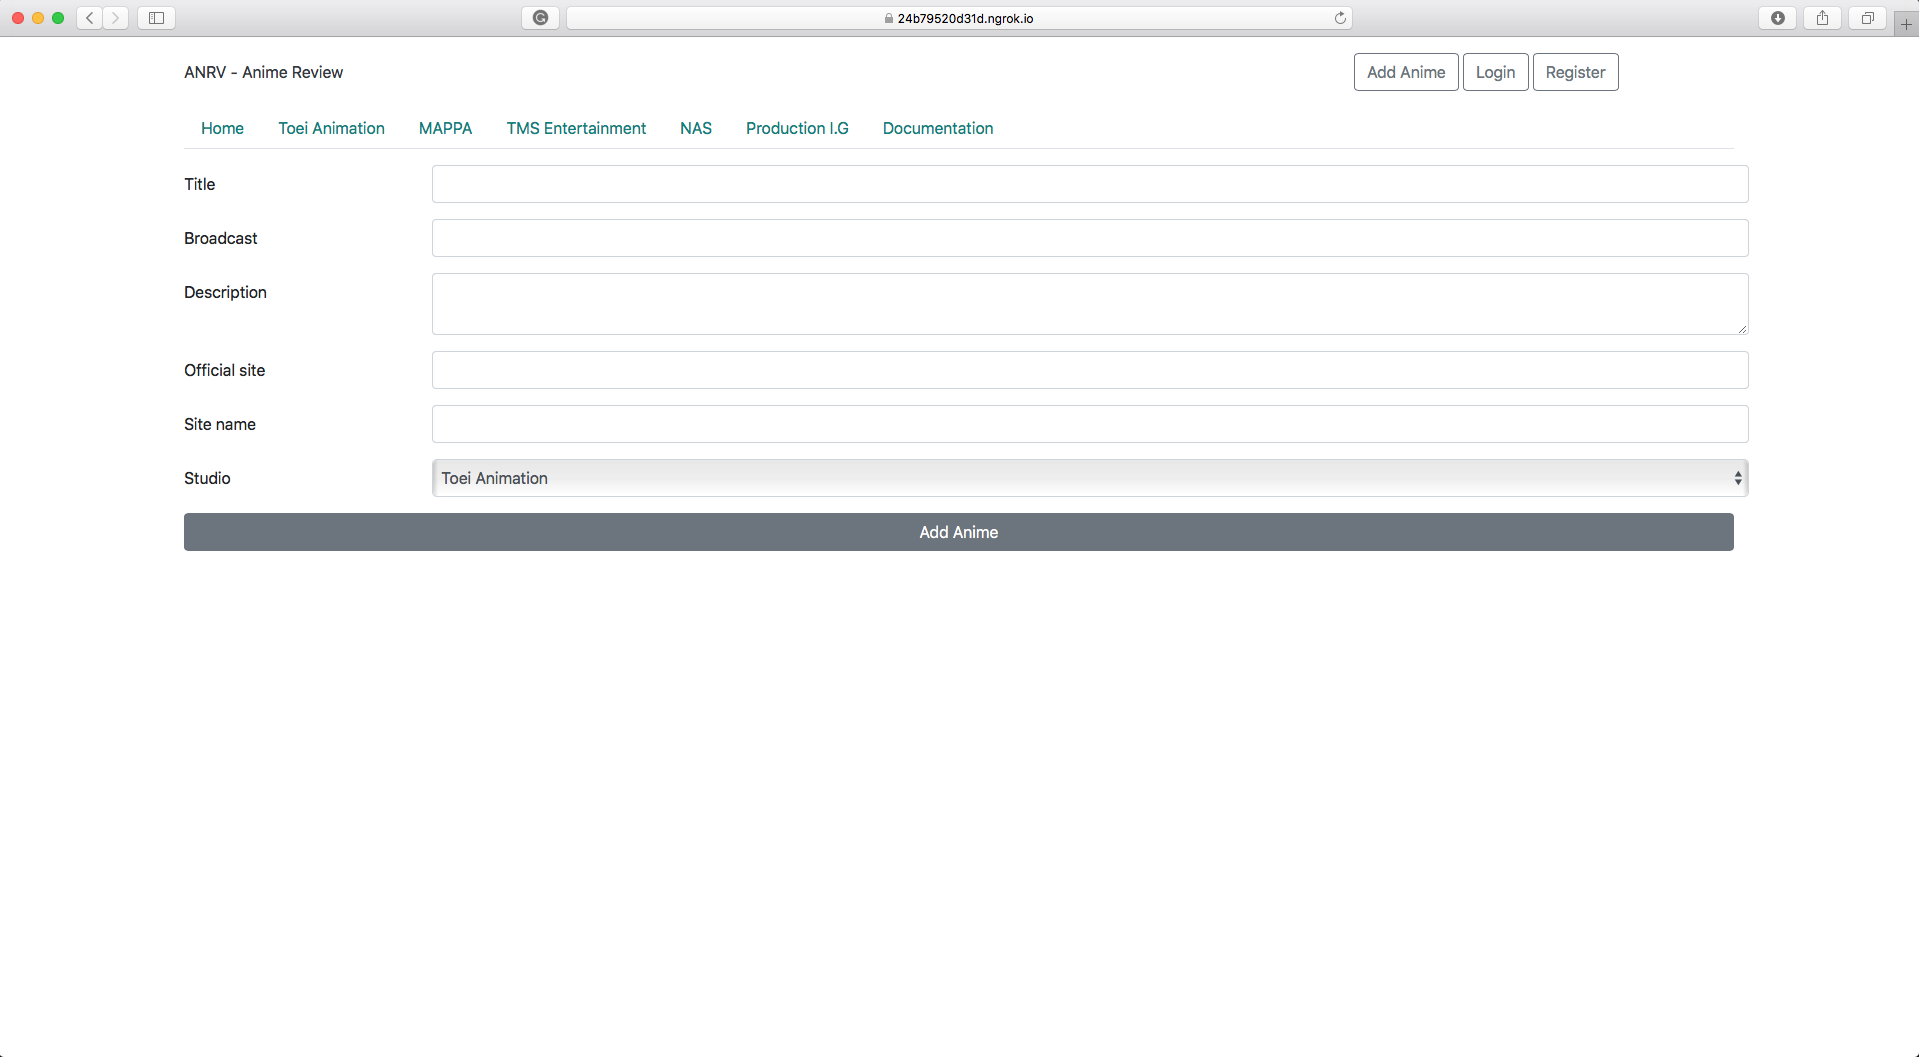 24b79520d31d.ngrok.io
ANRV - Anime Review
Add Anime Login Register
Home Toei Animation MAPPA TMS Entertainment NAS Production I.G Documentation
Title
Broadcast
Description
Official site
Site name
Studio Toei Animation
Add Anime